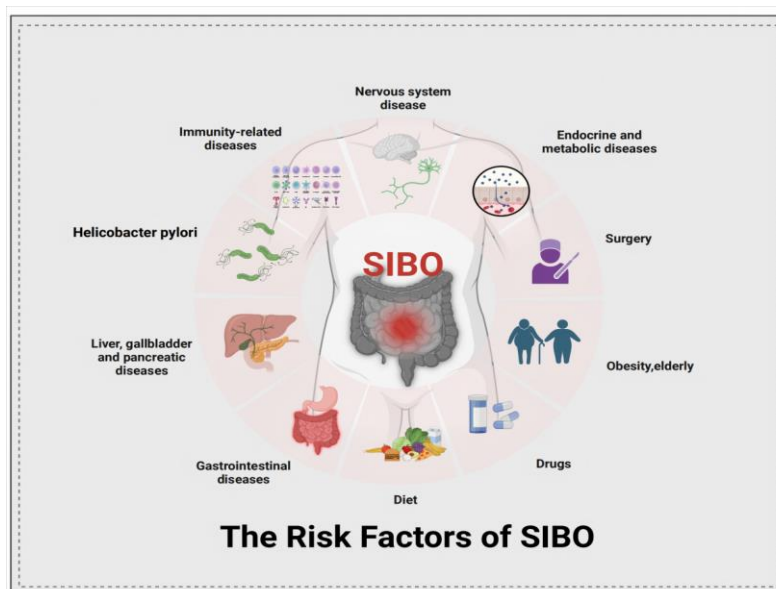 Nervous system
disease
Immunity-related
diseases
Endocrine and
metabolic diseases
Helicobacter pylori
Surgery
SIBO
Liver, gallbladder
and pancreatic
diseases
Obesity,elderly
Gastrointestinal
diseases
Drugs
Diet
The Risk Factors of SIBO